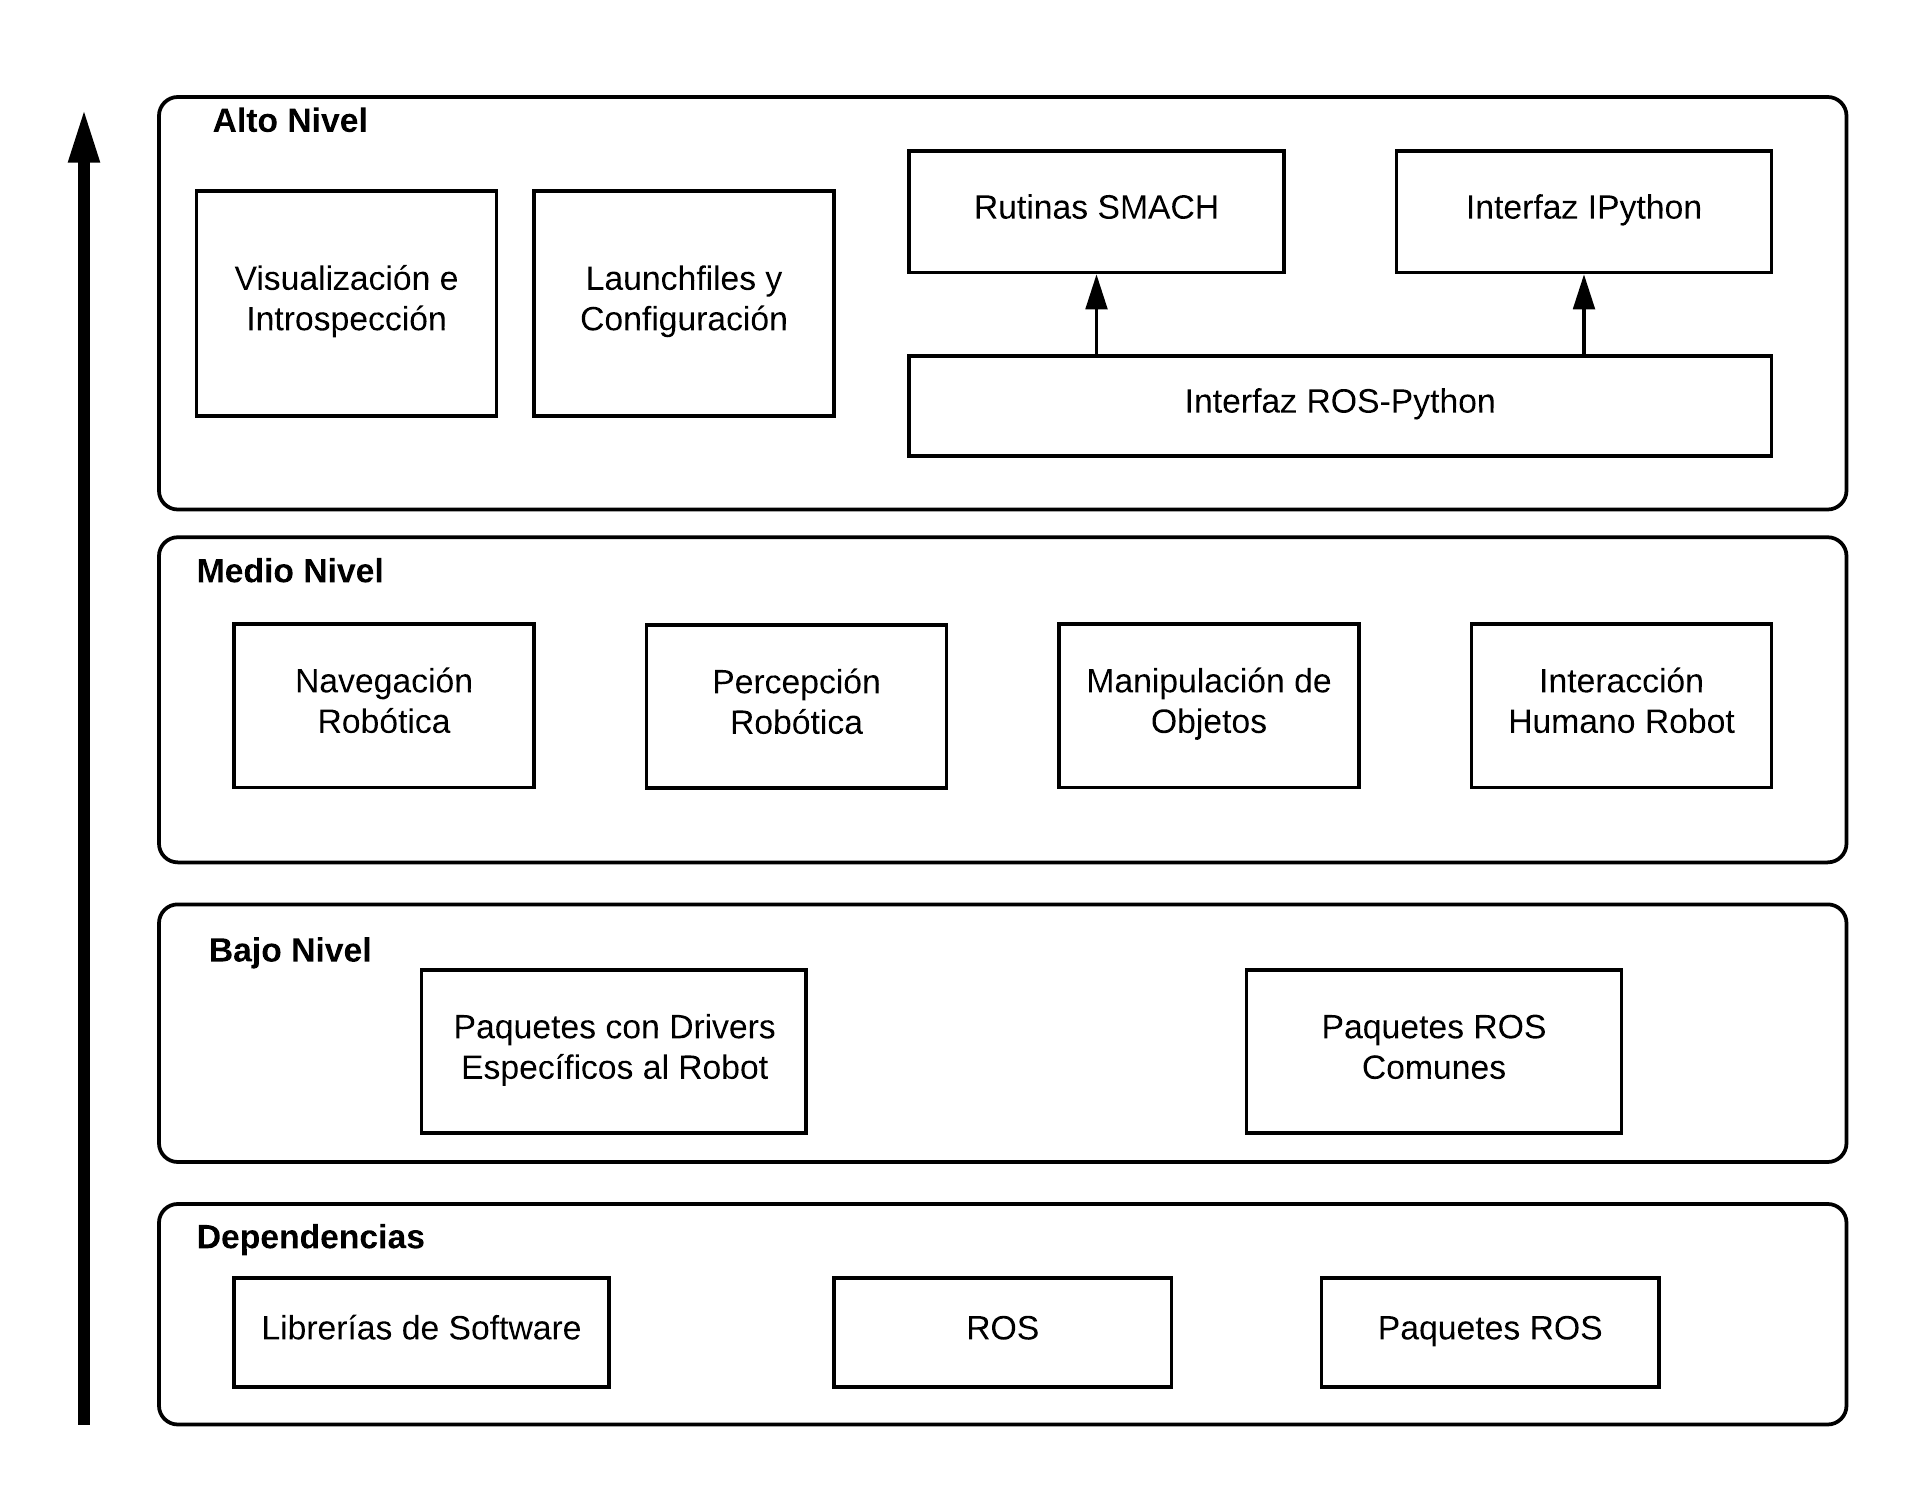 Alto Nivel
Visualización e
Introspección
Launchfiles y
Configuración
Rutinas SMACH
Interfaz IPython
Interfaz ROS-Python
Medio Nivel
Navegación
Robótica
Percepción
Robótica
Manipulación de
Objetos
Interacción
Humano Robot
Bajo Nivel
Paquetes con Drivers
Específicos al Robot
Paquetes ROS
Comunes
Dependencias
Librerías de Software
ROS
Paquetes ROS